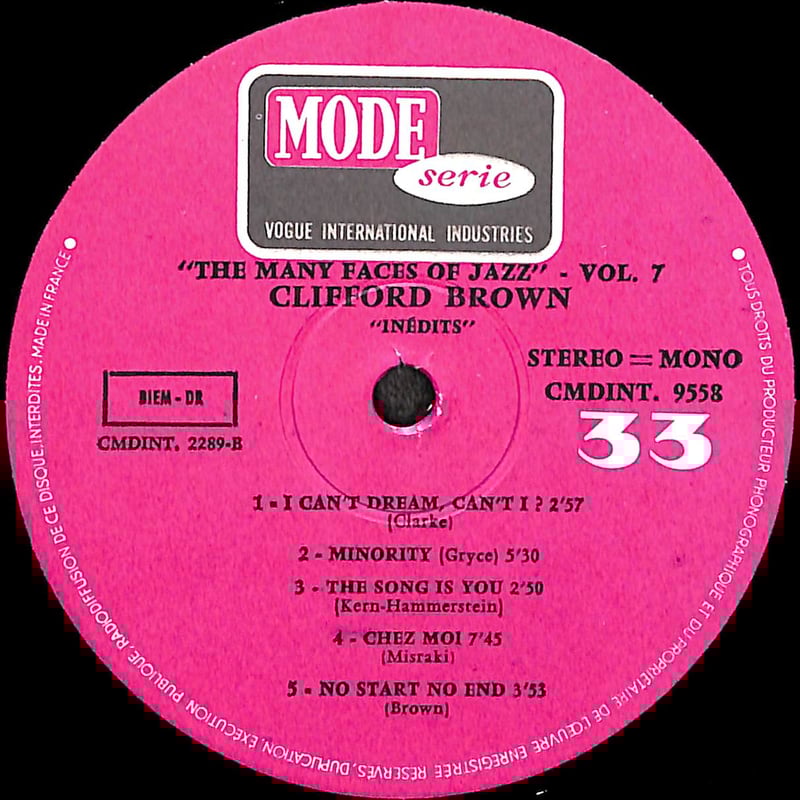 MODE
serie
VOGUE INTERNATIONAL INDUSTRIES
"THE MANY FACES OF JAZZ" - VOL. 7
CLIFFORD BROWN
"INÉDITS"
STEREO = MONO
CMDINT. 9558
33
BIEM - DR
CMDINT. 2289-B
1 - I CAN'T DREAM, CAN'T I ? 2'57
(Clarke)
2 - MINORITY (Gryce) 5'30
3 - THE SONG IS YOU 2'50
(Kern-Hammerstein)
4 - CHEZ MOI 7'45
(Misraki)
5 - NO START NO END 3'53
(Brown)
TOUS DROITS DU PRODUCTEUR PHONOGRAPHIQUE ET DU PROPRIÉTAIRE DE L'ŒUVRE ENREGISTRÉE RÉSERVÉS, DUPLICATION, EXÉCUTION PUBLIQUE, RADIODIFFUSION DE CE DISQUE, INTERDITES. MADE IN FRANCE